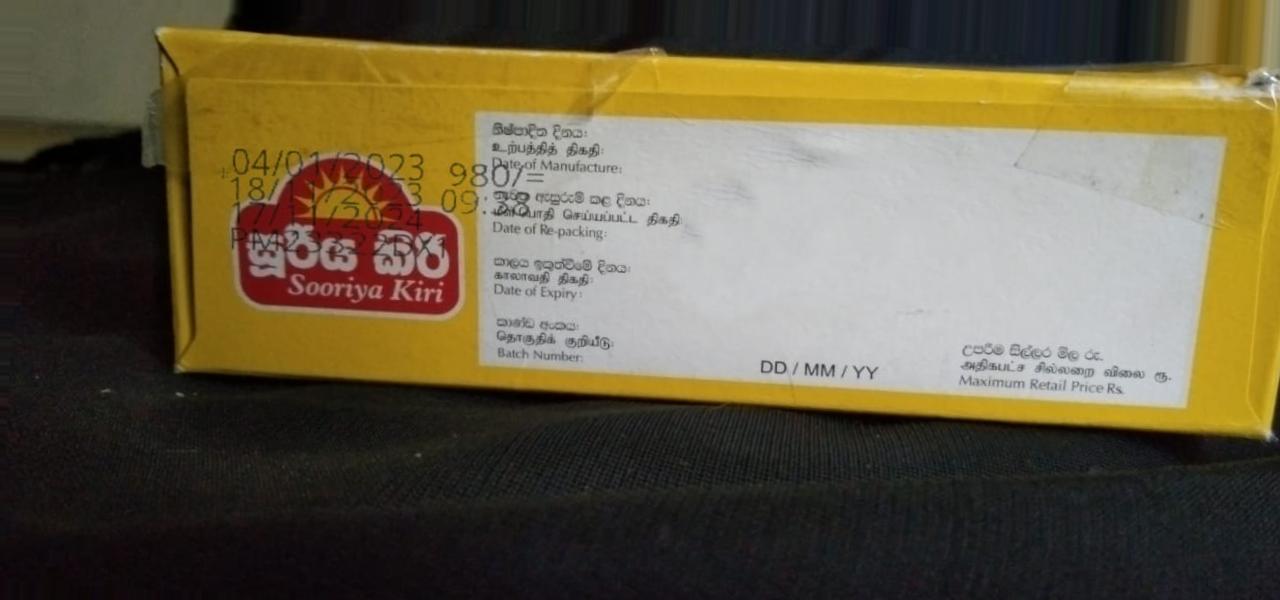 04/01/2023 980/=
09:38
17/11/2024
සූරිය කිරි
Sooriya Kiri
නිෂ්පාදිත දිනය:
உற்பத்தித் திகதி:
Date of Manufacture:
ඇසුරුම් කළ දිනය:
செய்யப்பட்ட திகதி:
Date of Re-packing:
කාලය ඉකුත්වීමේ දිනය:
காலாவதி திகதி:
Date of Expiry:
කාණ්ඩ අංකය:
தொகுதிக் குறியீடு:
Batch Number:
DD / MM / YY
උපරිම සිල්ලර මිල රු.
அதிகபட்ச சில்லறை விலை ரூ.
Maximum Retail Price Rs.